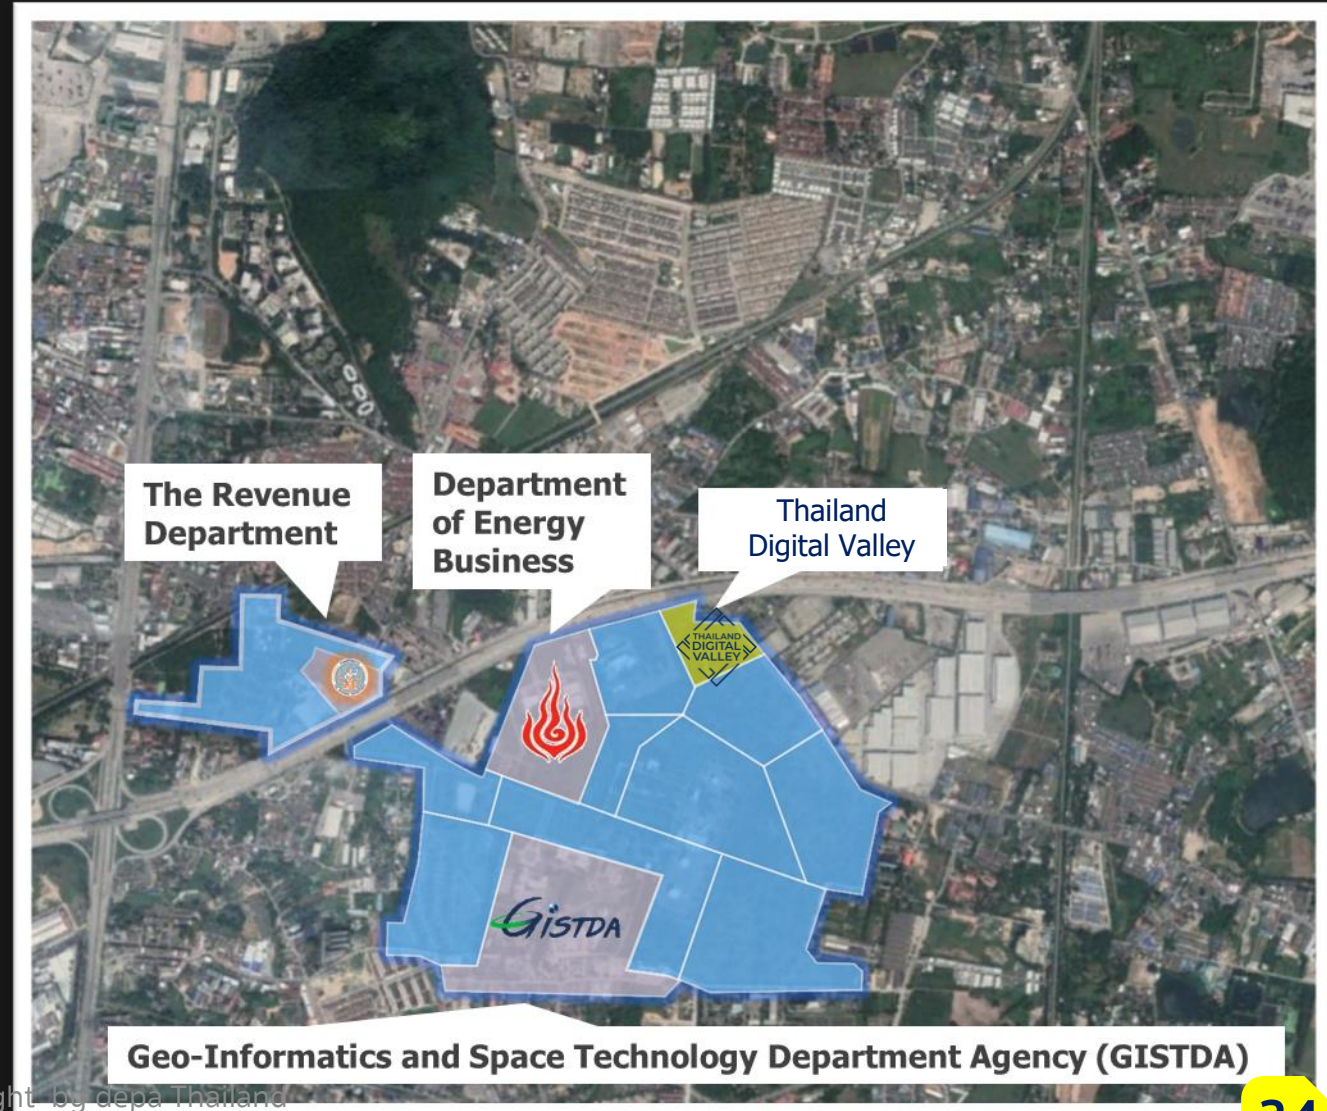 The Revenue
Department
Department
of Energy
Business
Thailand
Digital Valley
THAILAND
DIGITAL
VALLEY
GISTDA
Geo-Informatics and Space Technology Department Agency (GISTDA)
by depa Thailand